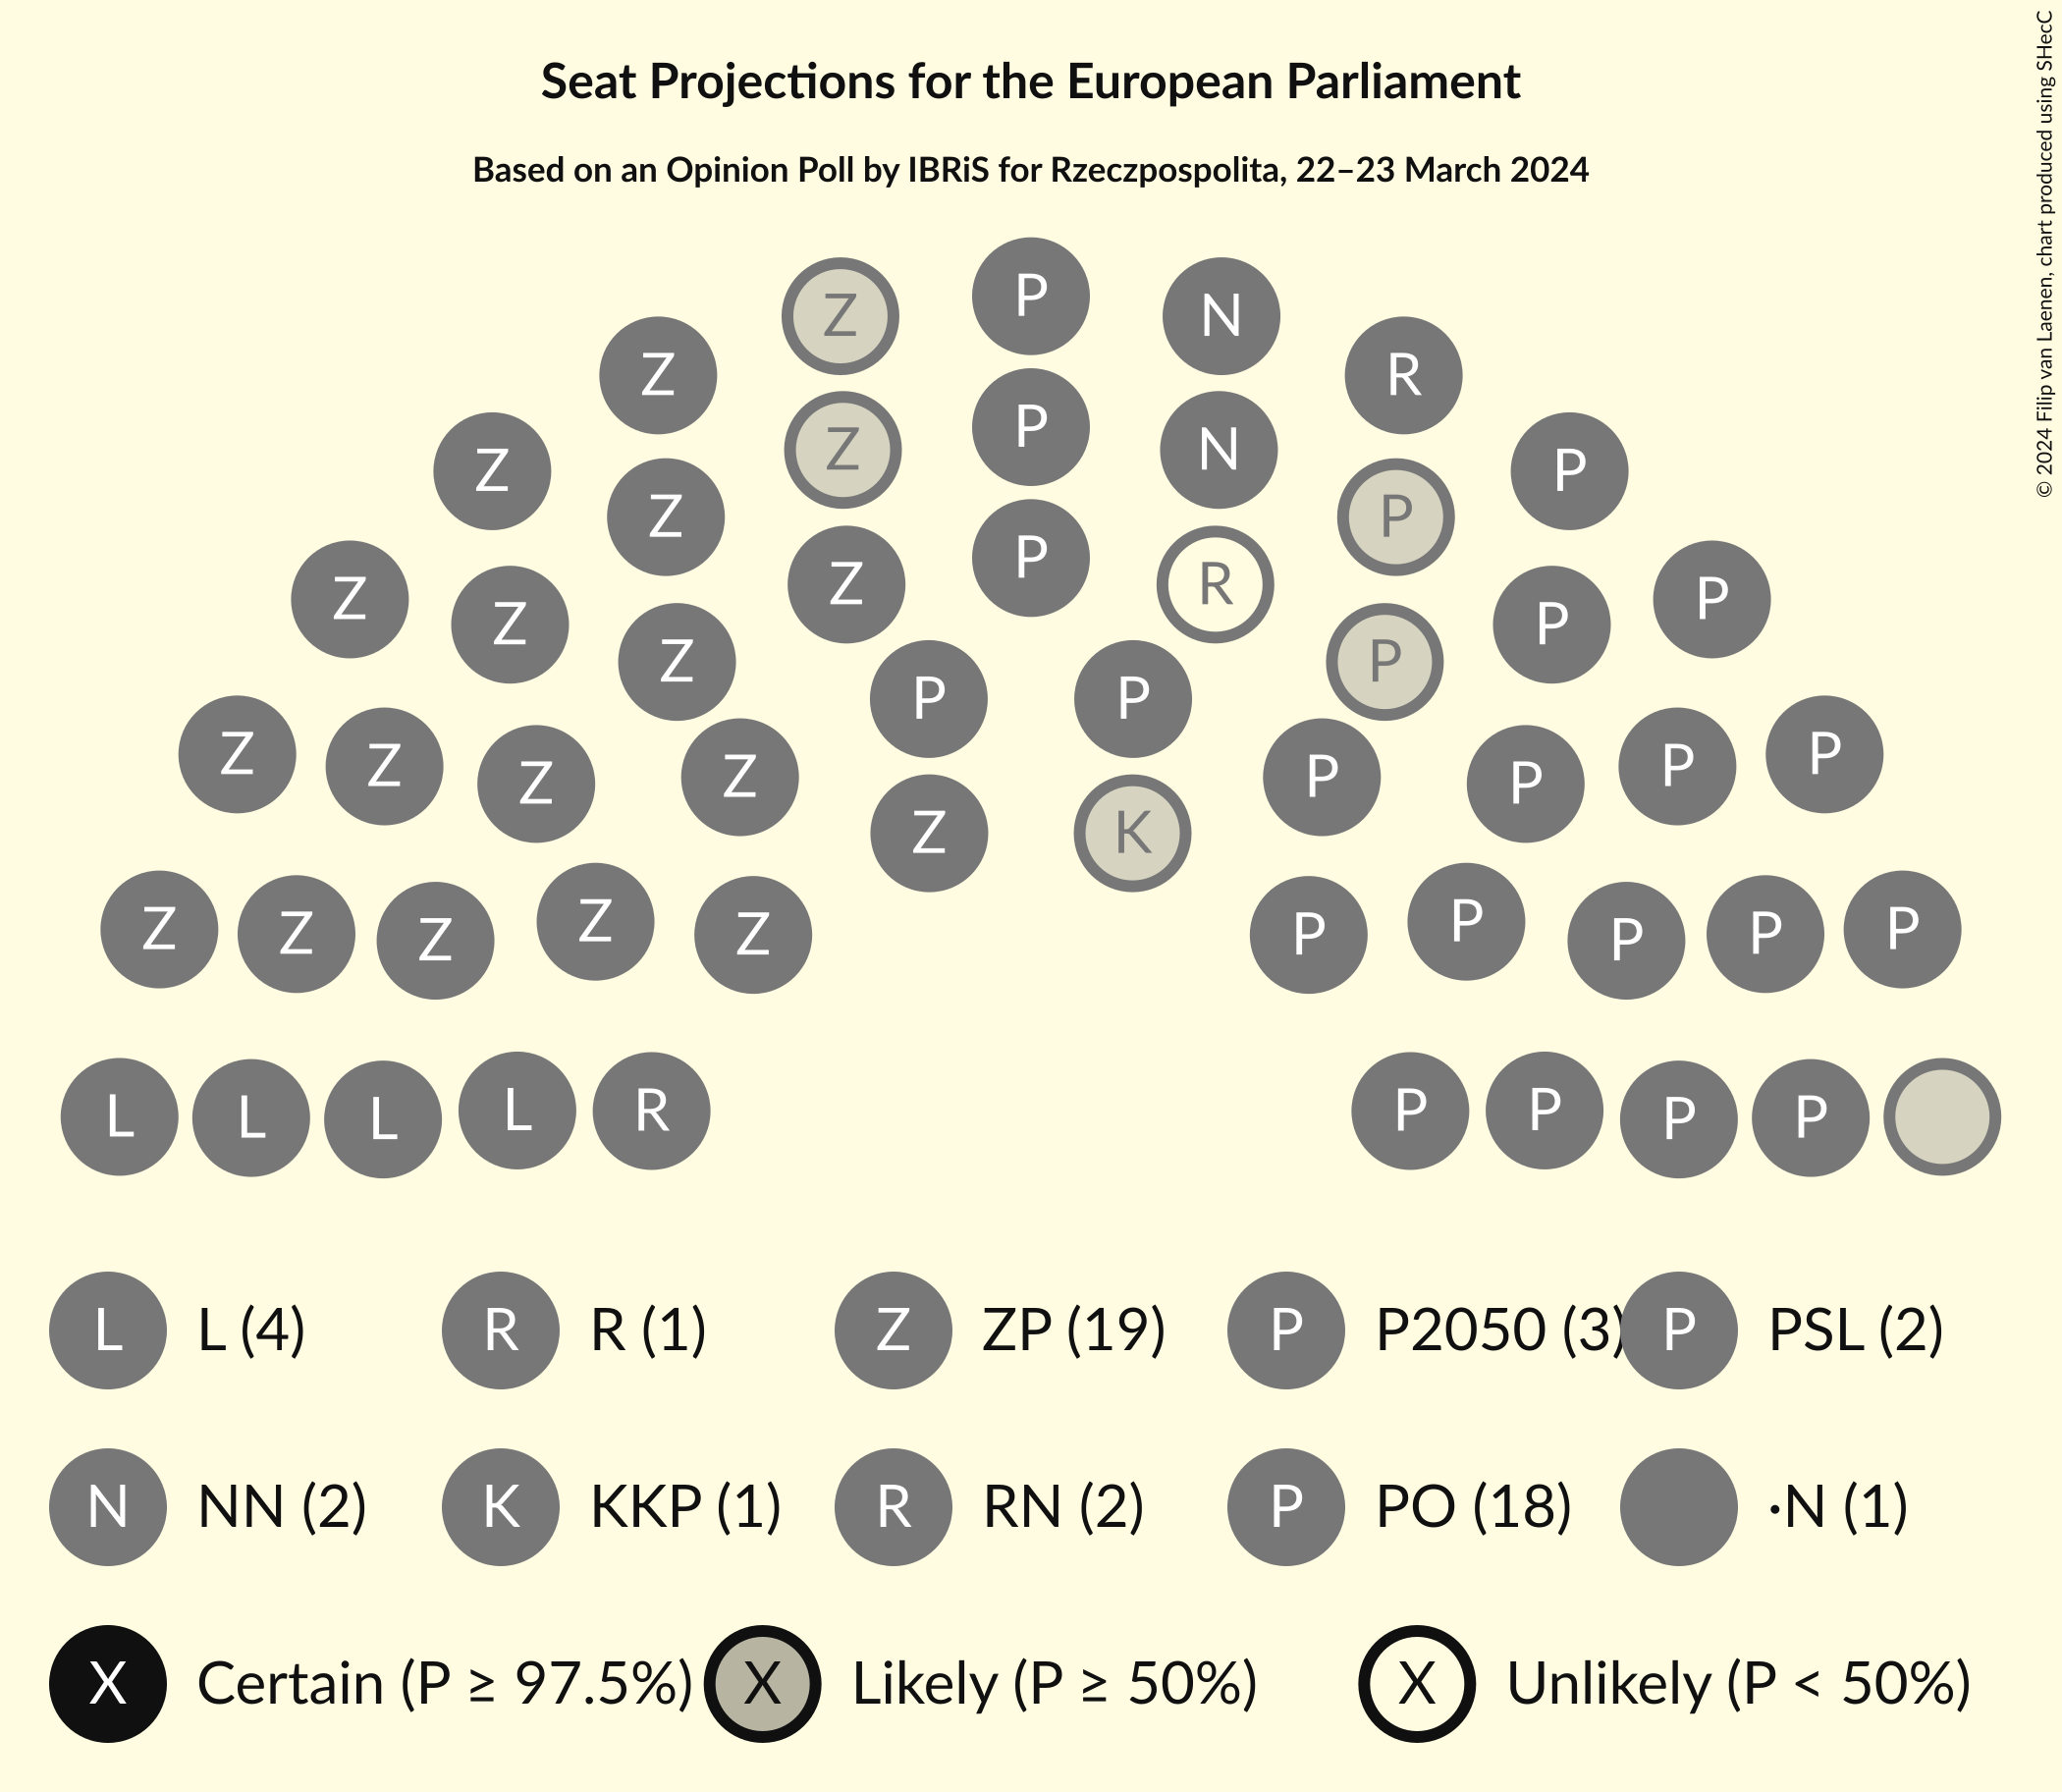 Seat Projections for the European Parliament
Based on an Opinion Poll by IBRiS for Rzeczpospolita, 22–23 March 2024
© 2024 Filip van Laenen, chart produced using SHecC
Z P N
Z R
Z P N
Z P
Z P
Z P R
Z P
Z P
Z P
Z P P P
Z Z Z Z P P P P
Z K
Z Z Z Z Z P P P P P
L L L L R P P P P
L L (4) R R (1) Z ZP (19) P P2050 (3) P PSL (2)
N NN (2) K KKP (1) R RN (2) P PO (18) •N (1)
X Certain (P ≥ 97.5%) X Likely (P ≥ 50%) X Unlikely (P < 50%)